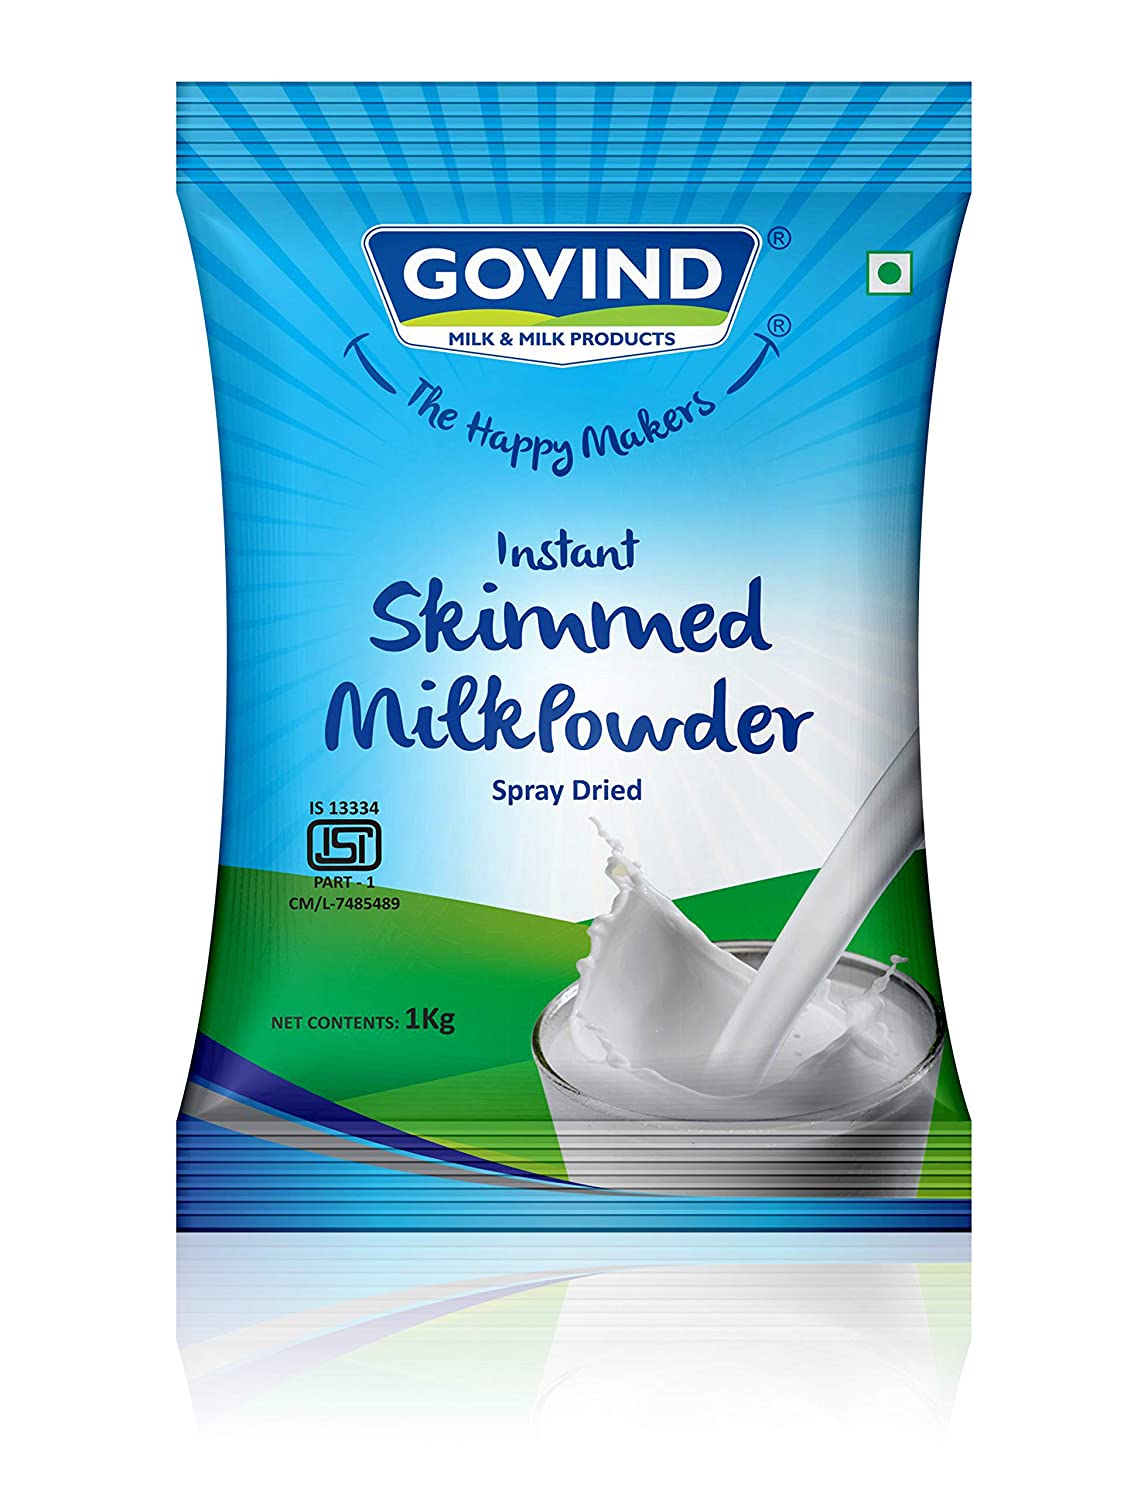 GOVIND ®
MILK & MILK PRODUCTS
®
The Happy Makers
Instant
Skimmed
MilkPowder
Spray Dried
IS 13334
ISI
PART - 1
CM/L-7485489
NET CONTENTS: 1Kg